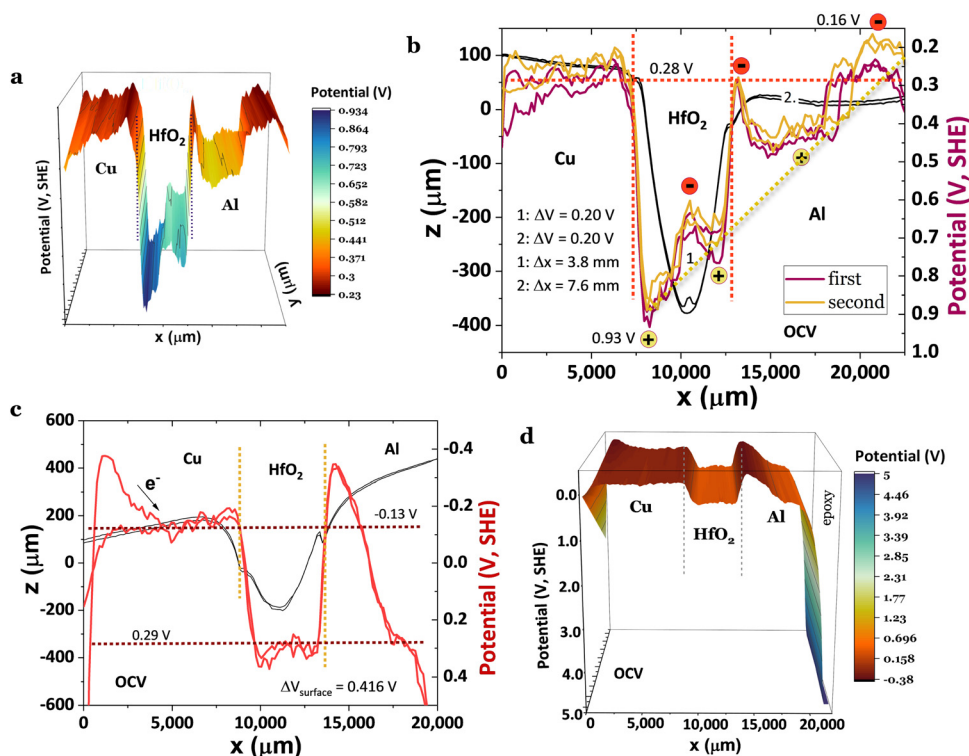 a
Potential (V)
0.934
0.864
0.793
0.723
0.652
0.582
0.512
0.441
0.371
0.3
0.23
HfO₂
Cu
Al
Potential (V, SHE)
x (μm)
y (μm)
b
0.16 V
100
0
-100
-200
-300
-400
z (μm)
0.28 V
HfO₂
2.
Cu
Al
1: ΔV = 0.20 V
2: ΔV = 0.20 V
1: Δx = 3.8 mm
2: Δx = 7.6 mm
1
0.93 V
first
second
OCV
0.2
0.3
0.4
0.5
0.6
0.7
0.8
0.9
1.0
Potential (V, SHE)
0
5,000
10,000
15,000
20,000
x (μm)
c
600
400
200
0
-200
-400
-600
z (μm)
Cu
HfO₂
Al
e⁻
-0.13 V
0.29 V
OCV
ΔVsurface = 0.416 V
-0.4
-0.2
0.0
0.2
0.4
Potential (V, SHE)
0
5,000
10,000
15,000
20,000
x (μm)
d
Potential (V)
5
4.46
3.92
3.39
2.85
2.31
1.77
1.23
0.696
0.158
-0.38
Cu
HfO₂
Al
epoxy
0.0
1.0
2.0
3.0
4.0
5.0
Potential (V, SHE)
OCV
0
5,000
10,000
15,000
20,000
x (μm)